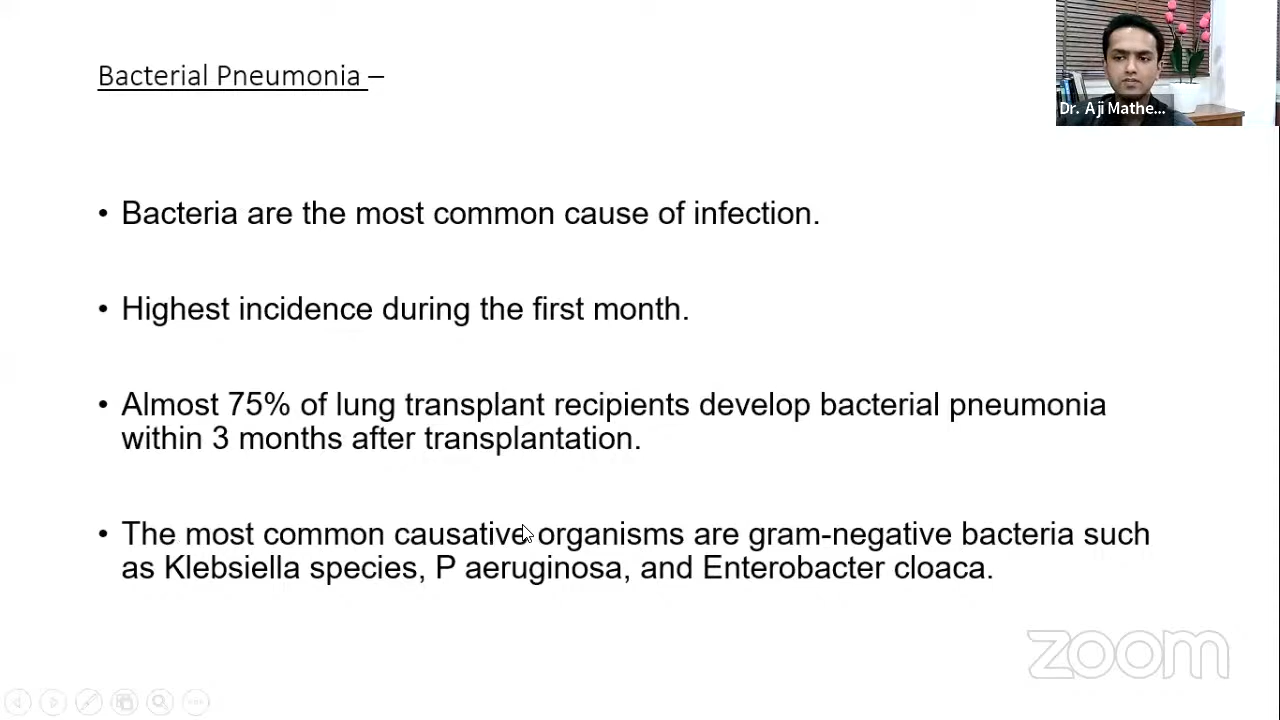 Bacterial Pneumonia –
Dr. Aji Mathe...
• Bacteria are the most common cause of infection.
• Highest incidence during the first month.
• Almost 75% of lung transplant recipients develop bacterial pneumonia
within 3 months after transplantation.
• The most common causative organisms are gram-negative bacteria such
as Klebsiella species, P aeruginosa, and Enterobacter cloaca.
zoom